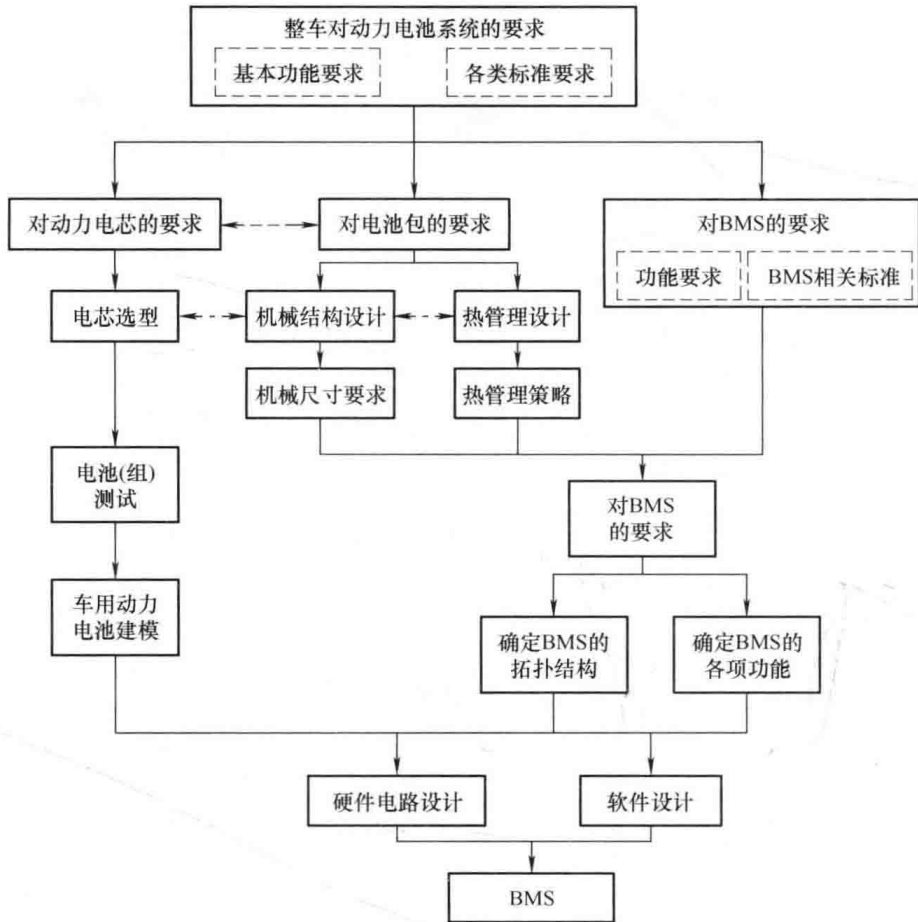 整车对动力电池系统的要求
基本功能要求
各类标准要求
对动力电芯的要求
对电池包的要求
对BMS的要求
功能要求
BMS相关标准
电芯选型
机械结构设计
热管理设计
机械尺寸要求
热管理策略
电池(组)
测试
对BMS
的要求
车用动力
电池建模
确定BMS的
拓扑结构
确定BMS的
各项功能
硬件电路设计
软件设计
BMS